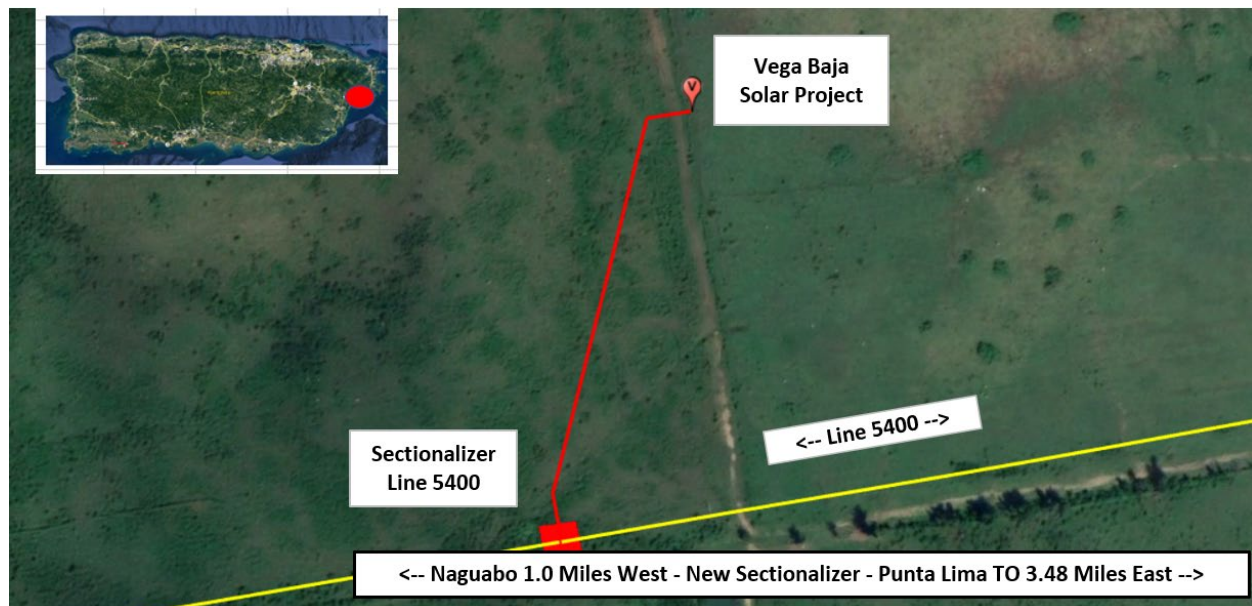 Vega Baja
Solar Project
V
<-- Line 5400 -->
Sectionalizer
Line 5400
<-- Naguabo 1.0 Miles West - New Sectionalizer - Punta Lima TO 3.48 Miles East -->